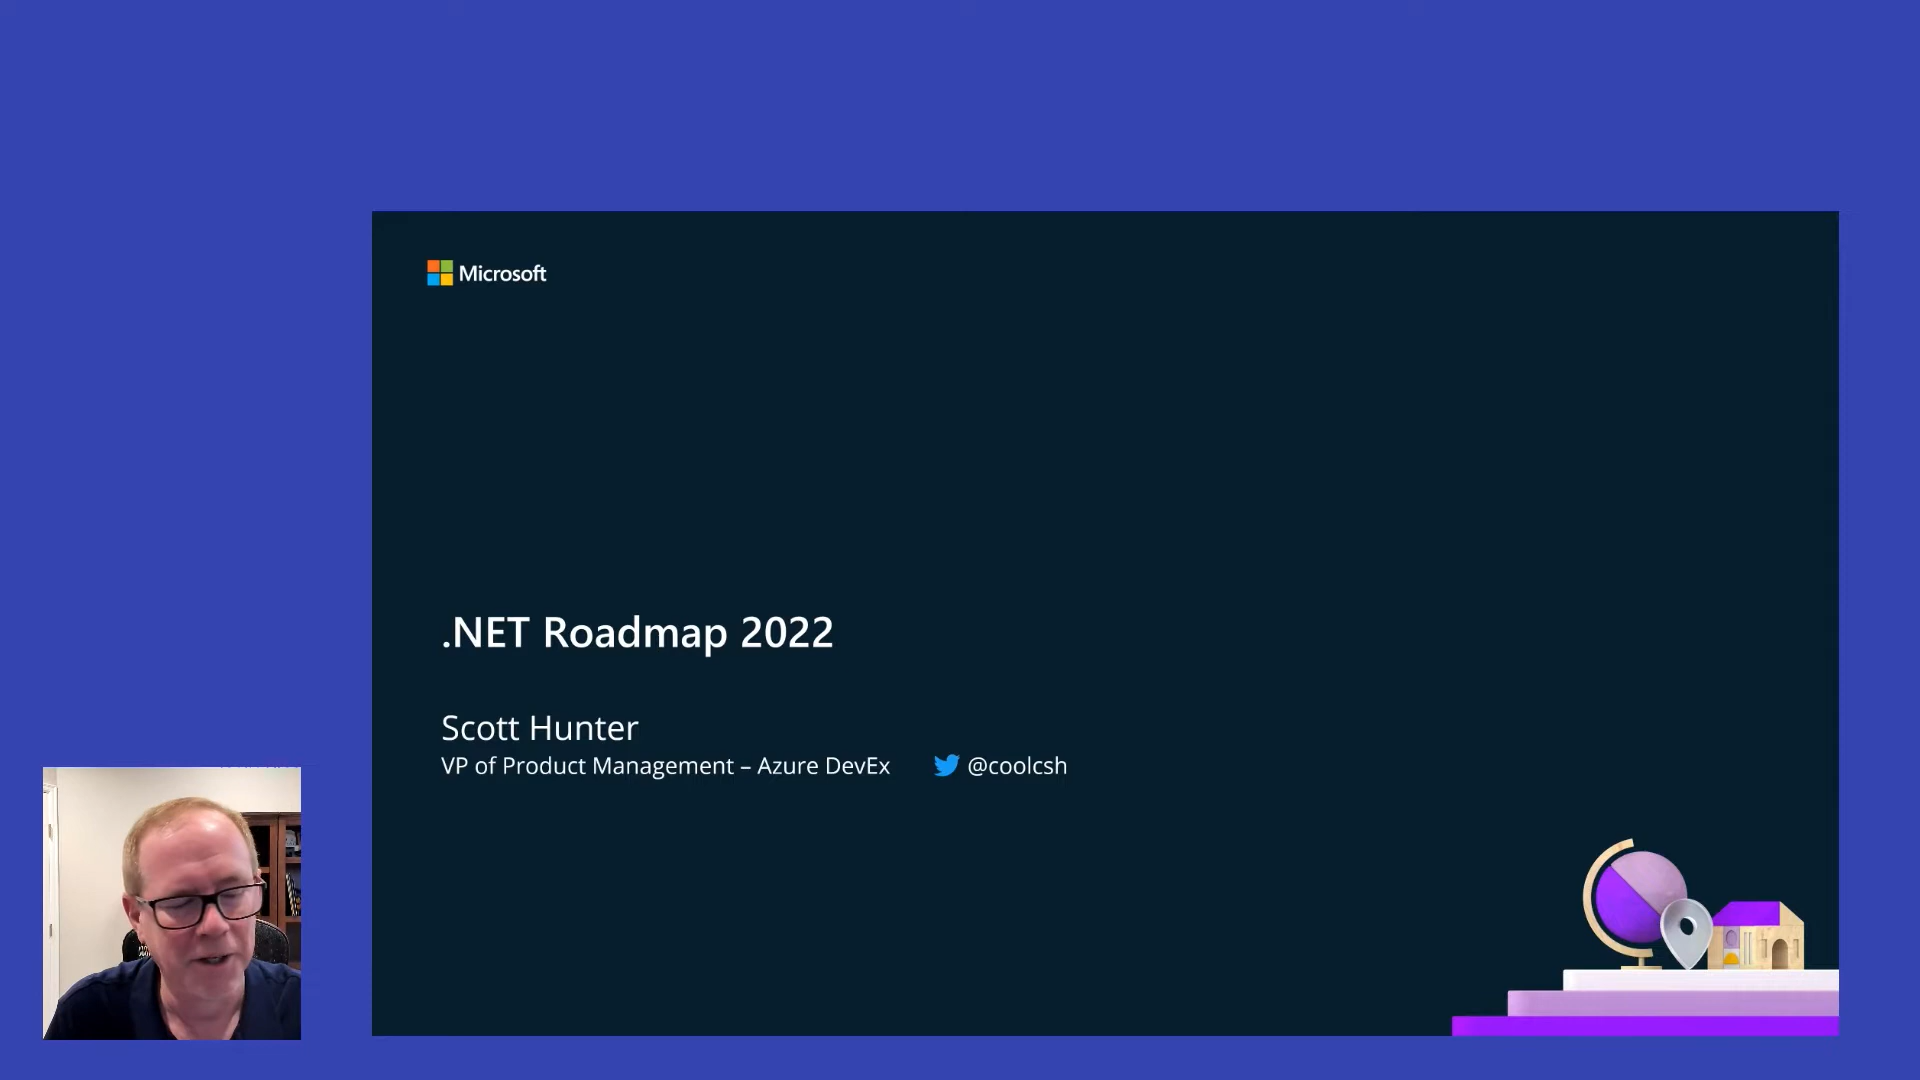 Microsoft
.NET Roadmap 2022
Scott Hunter
VP of Product Management – Azure DevEx @coolcsh